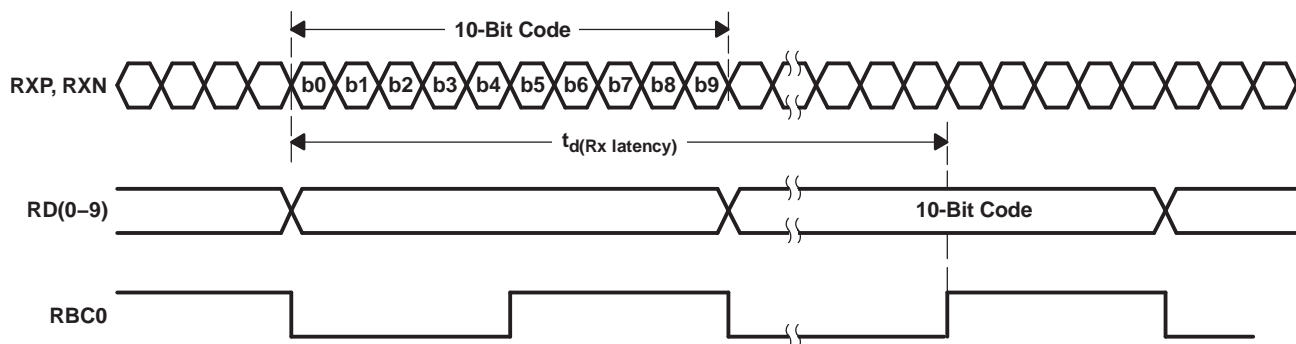 10-Bit Code
RXP, RXN b0 b1 b2 b3 b4 b5 b6 b7 b8 b9
td(Rx latency)
RD(0–9) 10-Bit Code
RBC0